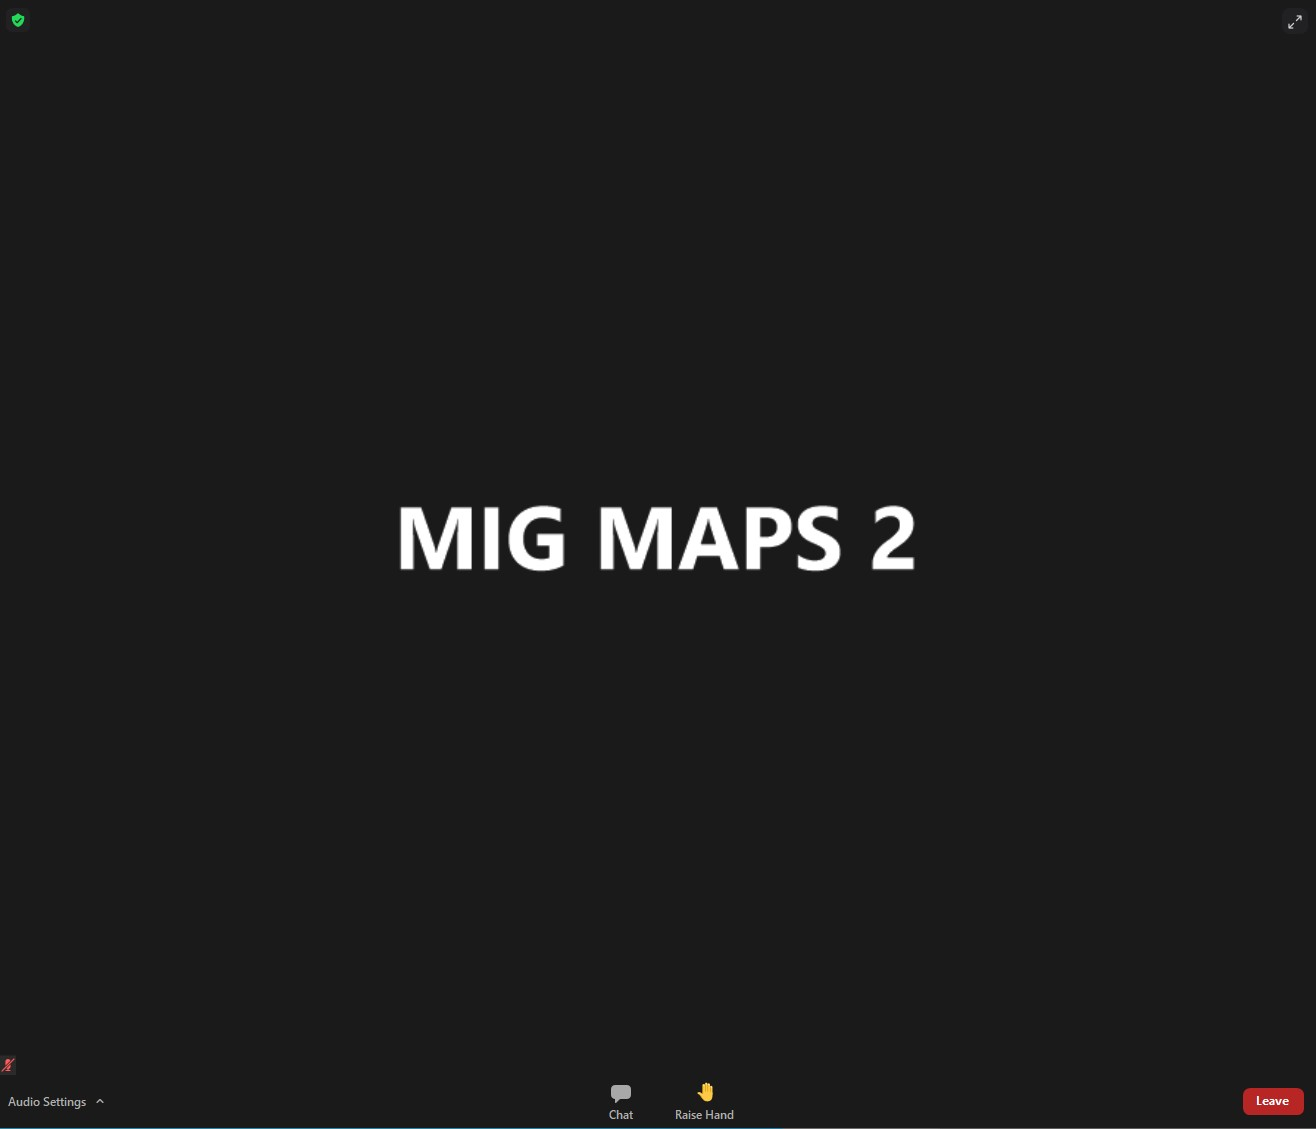 MIG MAPS 2
Audio Settings
Chat
Raise Hand
Leave